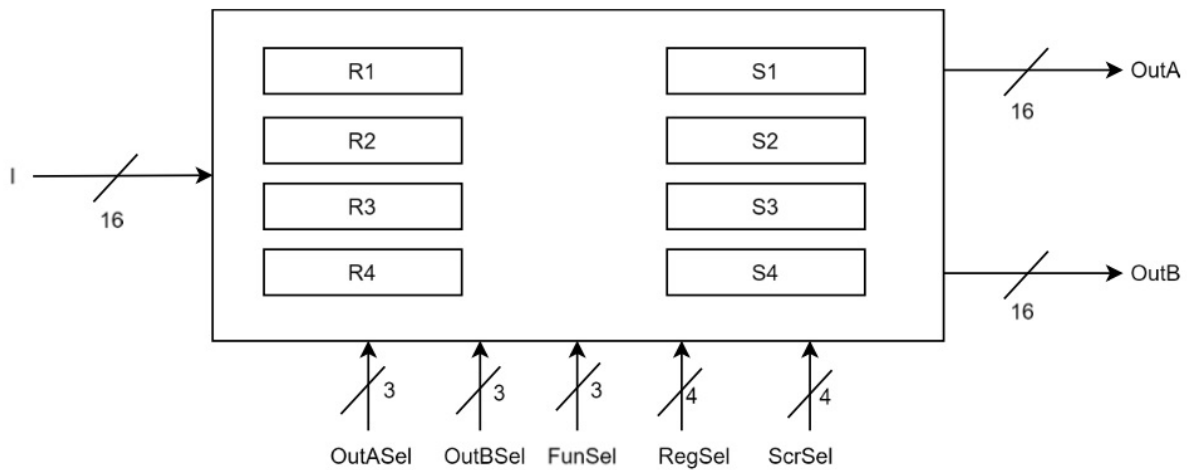 R1
S1
OutA
16
R2
S2
I
16
R3
S3
R4
S4
OutB
16
3
3
3
4
4
OutASel
OutBSel
FunSel
RegSel
ScrSel